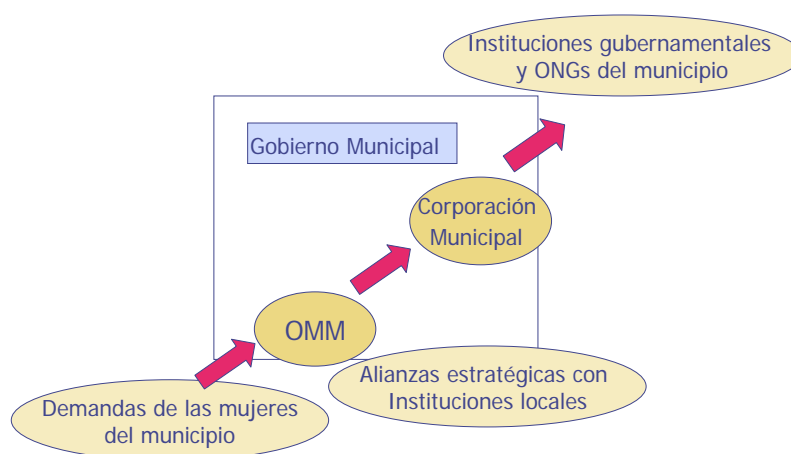 Instituciones gubernamentales
y ONGs del municipio
Gobierno Municipal
Corporación
Municipal
OMM
Alianzas estratégicas con
Instituciones locales
Demandas de las mujeres
del municipio